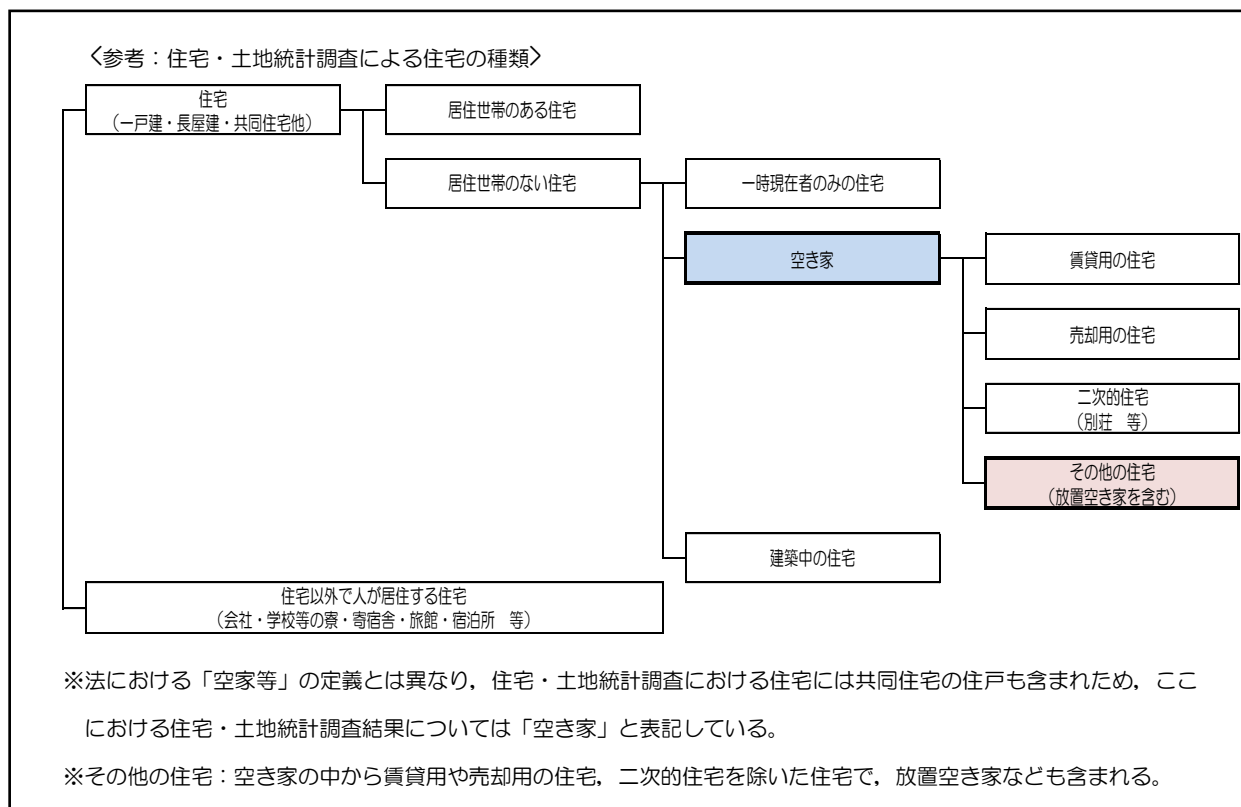 〈参考：住宅・土地統計調査による住宅の種類〉
住宅
（一戸建・長屋建・共同住宅他）
居住世帯のある住宅
居住世帯のない住宅
一時現在者のみの住宅
空き家
賃貸用の住宅
売却用の住宅
二次的住宅
（別荘　等）
その他の住宅
（放置空き家を含む）
建築中の住宅
住宅以外で人が居住する住宅
（会社・学校等の寮・寄宿舎・旅館・宿泊所　等）
※法における「空家等」の定義とは異なり，住宅・土地統計調査における住宅には共同住宅の住戸も含まれため，ここ
における住宅・土地統計調査結果については「空き家」と表記している。
※その他の住宅：空き家の中から賃貸用や売却用の住宅，二次的住宅を除いた住宅で，放置空き家なども含まれる。